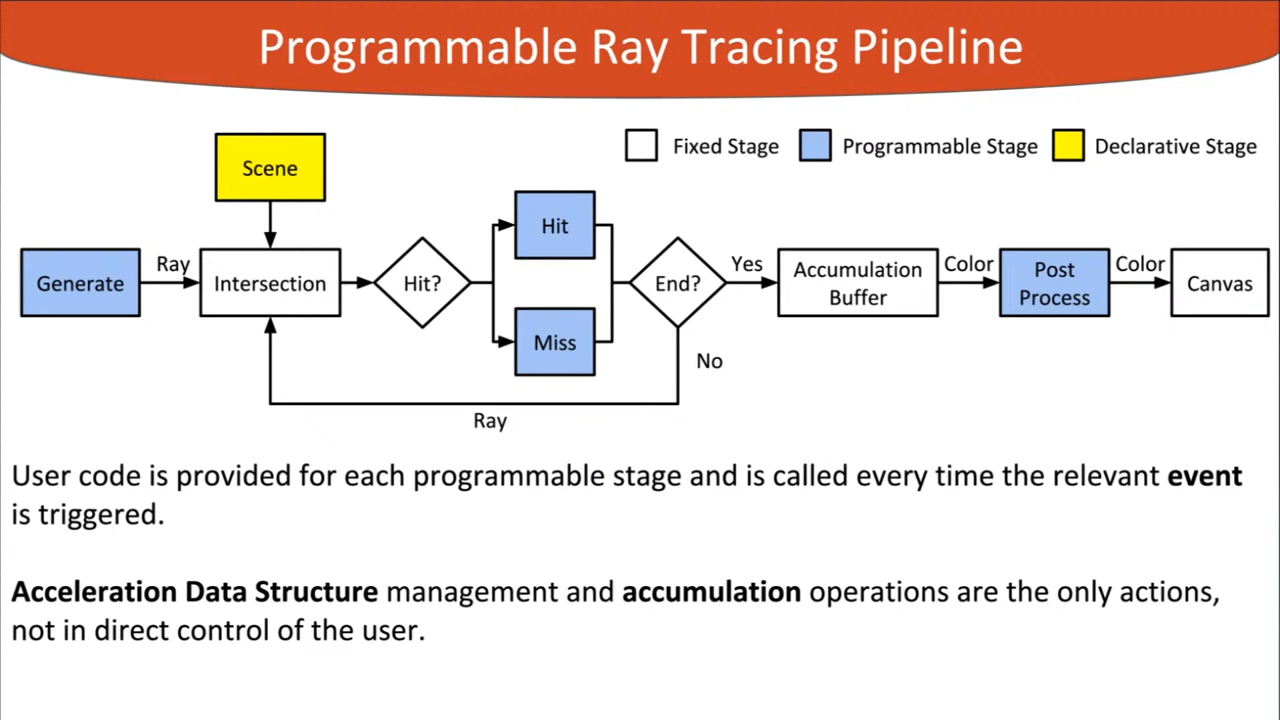 Programmable Ray Tracing Pipeline
Fixed Stage
Programmable Stage
Declarative Stage
Scene
Generate
Ray
Intersection
Hit?
Hit
Miss
End?
Yes
No
Ray
Accumulation
Buffer
Color
Post
Process
Color
Canvas
User code is provided for each programmable stage and is called every time the relevant event
is triggered.
Acceleration Data Structure management and accumulation operations are the only actions,
not in direct control of the user.